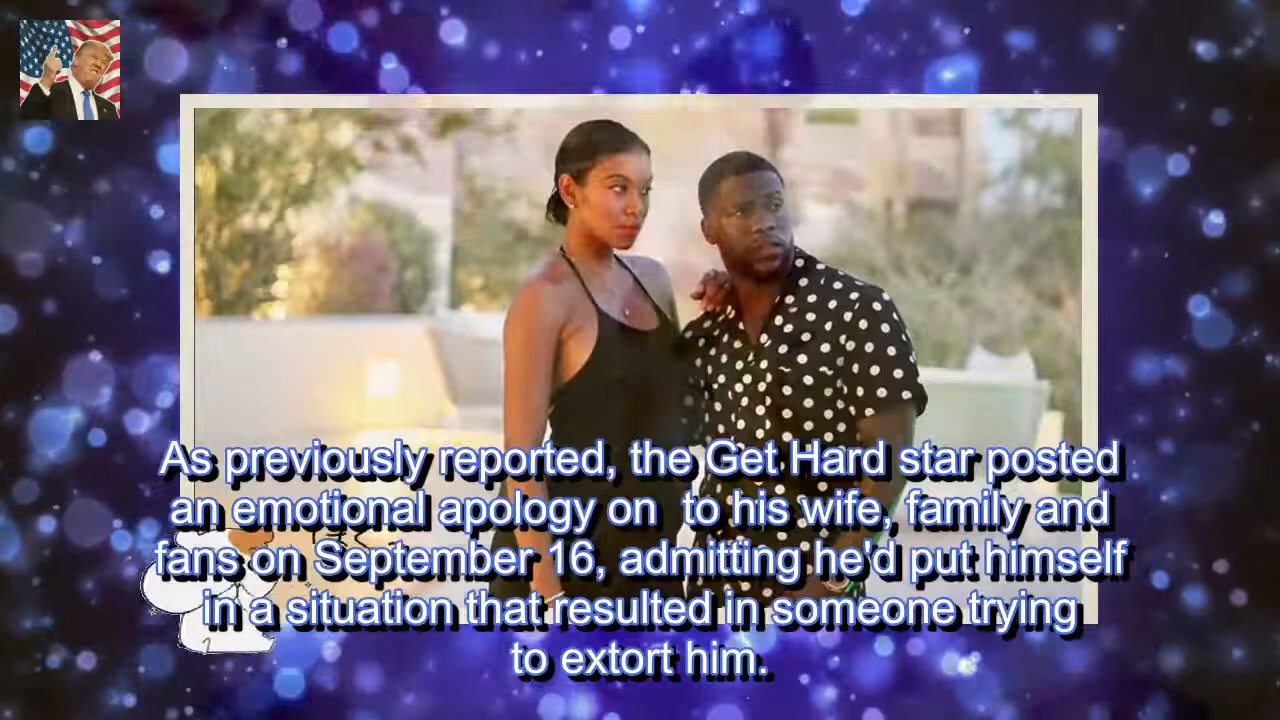 As previously reported, the Get Hard star posted
an emotional apology on  to his wife, family and
fans on September 16, admitting he'd put himself
in a situation that resulted in someone trying
to extort him.